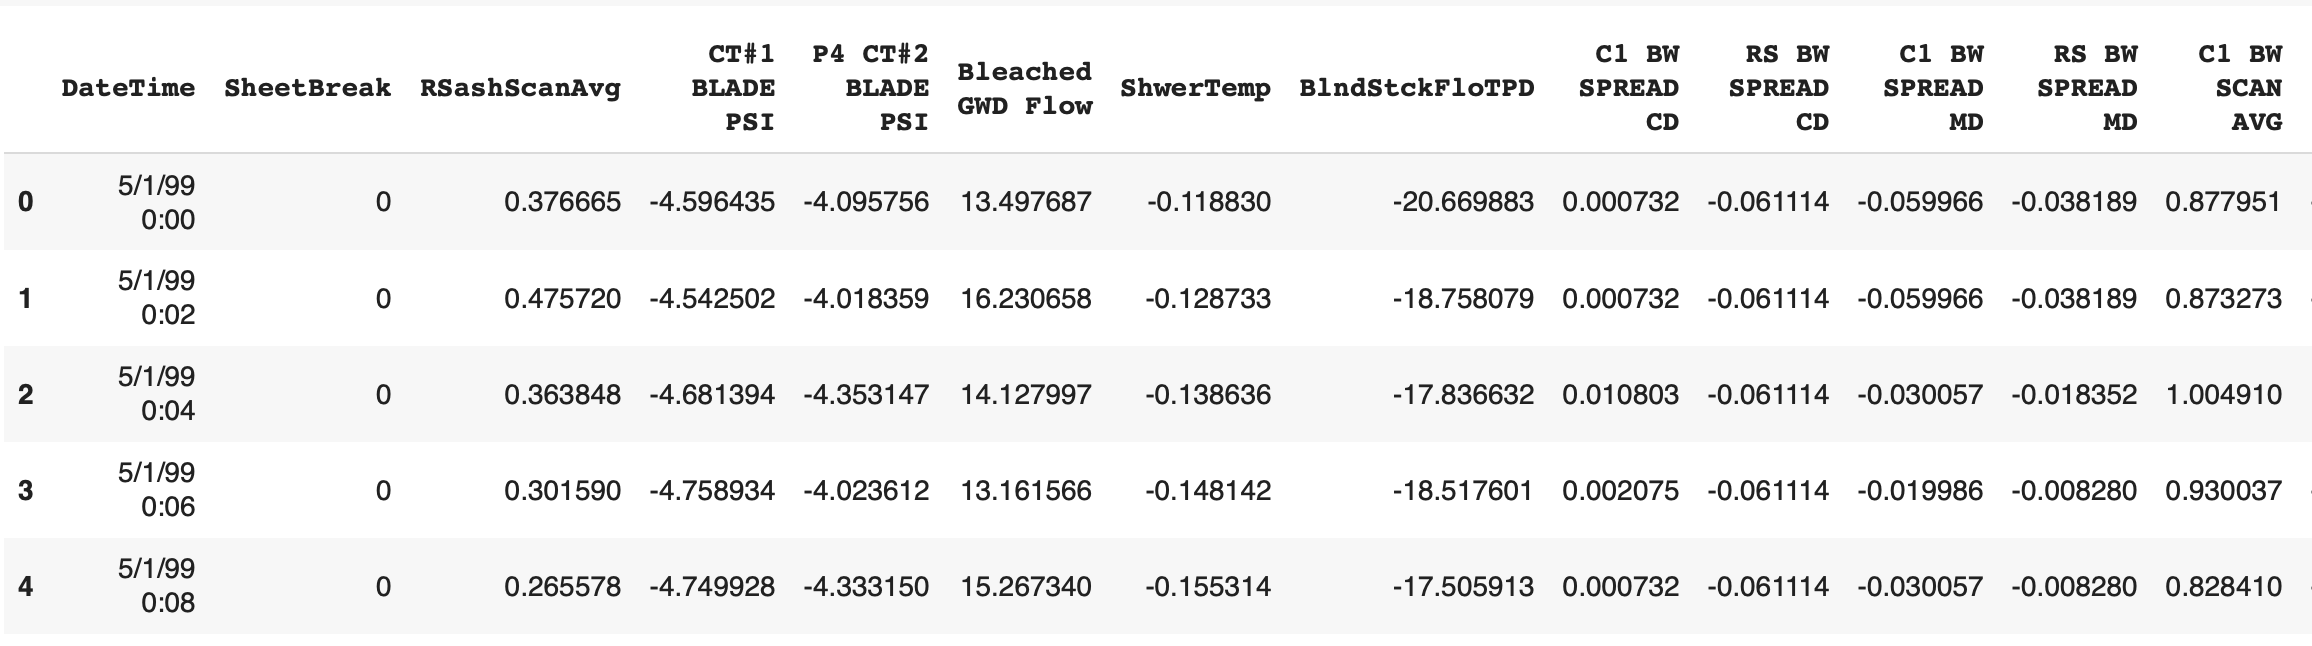 DateTime SheetBreak RSashScanAvg CT#1 BLADE PSI P4 CT#2 BLADE PSI Bleached GWD Flow ShwerTemp BlndStckFloTPD C1 BW SPREAD CD RS BW SPREAD CD C1 BW SPREAD MD RS BW SPREAD MD C1 BW SCAN AVG
0 5/1/99 0:00 0 0.376665 -4.596435 -4.095756 13.497687 -0.118830 -20.669883 0.000732 -0.061114 -0.059966 -0.038189 0.877951
1 5/1/99 0:02 0 0.475720 -4.542502 -4.018359 16.230658 -0.128733 -18.758079 0.000732 -0.061114 -0.059966 -0.038189 0.873273
2 5/1/99 0:04 0 0.363848 -4.681394 -4.353147 14.127997 -0.138636 -17.836632 0.010803 -0.061114 -0.030057 -0.018352 1.004910
3 5/1/99 0:06 0 0.301590 -4.758934 -4.023612 13.161566 -0.148142 -18.517601 0.002075 -0.061114 -0.019986 -0.008280 0.930037
4 5/1/99 0:08 0 0.265578 -4.749928 -4.333150 15.267340 -0.155314 -17.505913 0.000732 -0.061114 -0.030057 -0.008280 0.828410